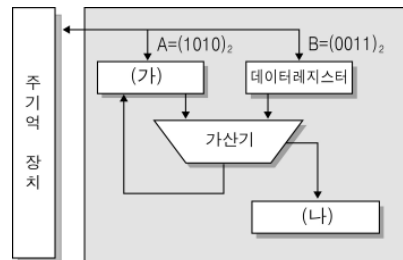 주기억 장치
A=(1010)₂
B=(0011)₂
(가)
데이터레지스터
가산기
(나)